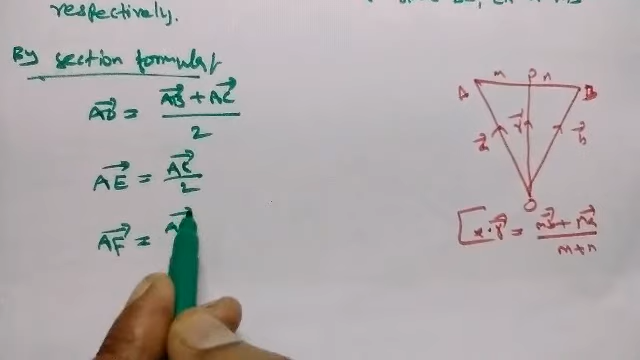 respectively.
By section formula,
AD⃗ = (AB⃗ + AC⃗) / 2
AE⃗ = AC⃗ / 2
AF⃗ = A
A m P n B
a⃗ r⃗ b⃗
O
r⃗ = (mb⃗ + na⃗) / (m+n)